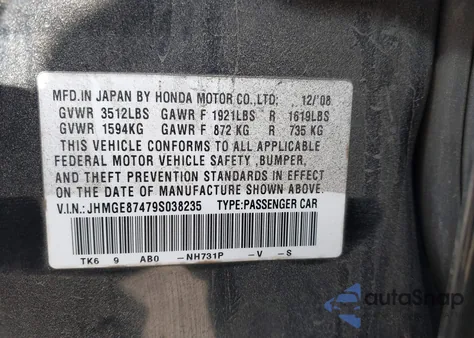 MFD.IN JAPAN BY HONDA MOTOR CO.,LTD; 12/'08
GVWR 3512LBS GAWR F 1921LBS R 1619LBS
GVWR 1594KG GAWR F 872 KG R 735 KG
THIS VEHICLE CONFORMS TO ALL APPLICABLE
FEDERAL MOTOR VEHICLE SAFETY ,BUMPER,
AND THEFT PREVENTION STANDARDS IN EFFECT
ON THE DATE OF MANUFACTURE SHOWN ABOVE.
V.I.N.:JHMGE87479S038235 TYPE:PASSENGER CAR
TK6 9 AB0 -NH731P -V -S
autoSnap